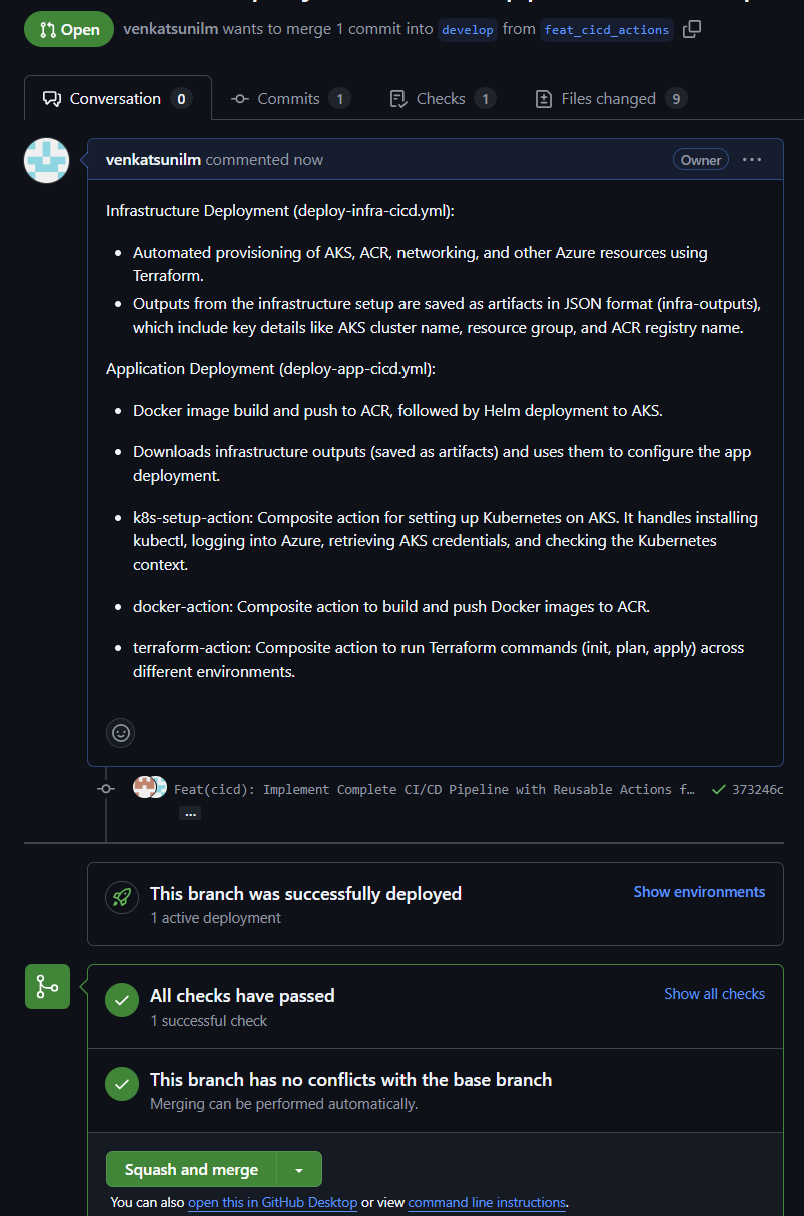 Open
venkatsunilm wants to merge 1 commit into develop from feat_cicd_actions
Conversation 0
Commits 1
Checks 1
Files changed 9
venkatsunilm commented now
Owner
Infrastructure Deployment (deploy-infra-cicd.yml):
Automated provisioning of AKS, ACR, networking, and other Azure resources using
Terraform.
Outputs from the infrastructure setup are saved as artifacts in JSON format (infra-outputs),
which include key details like AKS cluster name, resource group, and ACR registry name.
Application Deployment (deploy-app-cicd.yml):
Docker image build and push to ACR, followed by Helm deployment to AKS.
Downloads infrastructure outputs (saved as artifacts) and uses them to configure the app
deployment.
k8s-setup-action: Composite action for setting up Kubernetes on AKS. It handles installing
kubectl, logging into Azure, retrieving AKS credentials, and checking the Kubernetes
context.
docker-action: Composite action to build and push Docker images to ACR.
terraform-action: Composite action to run Terraform commands (init, plan, apply) across
different environments.
Feat(cicd): Implement Complete CI/CD Pipeline with Reusable Actions f… 373246c
…
This branch was successfully deployed
Show environments
1 active deployment
All checks have passed
Show all checks
1 successful check
This branch has no conflicts with the base branch
Merging can be performed automatically.
Squash and merge
You can also open this in GitHub Desktop or view command line instructions.